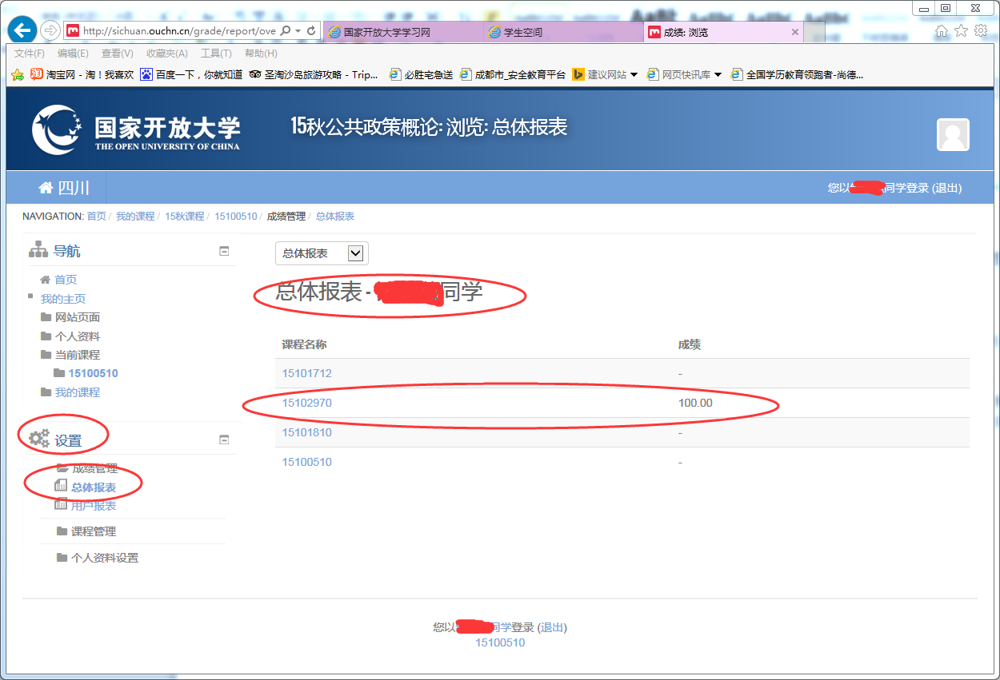 http://sichuan.ouchn.cn/grade/report/ove
国家开放大学学习网
学生空间
成绩: 浏览
文件(F) 编辑(E) 查看(V) 收藏夹(A) 工具(T) 帮助(H)
淘宝网 - 淘！我喜欢 百度一下，你就知道 圣淘沙岛旅游攻略 - Trip... 必胜宅急送 成都市_安全教育平台 建议网站 网页快讯库 全国学历教育领跑者-尚德...
国家开放大学
THE OPEN UNIVERSITY OF CHINA
15秋公共政策概论: 浏览: 总体报表
四川
您以 同学登录 (退出)
NAVIGATION: 首页 / 我的课程 / 15秋课程 / 15100510 / 成绩管理 / 总体报表
导航
首页
我的主页
网站页面
个人资料
当前课程
15100510
我的课程
设置
成绩管理
总体报表
用户报表
课程管理
个人资料设置
总体报表
总体报表 - 同学
课程名称 成绩
15101712 -
15102970 100.00
15101810 -
15100510 -
您以 同学登录 (退出)
15100510